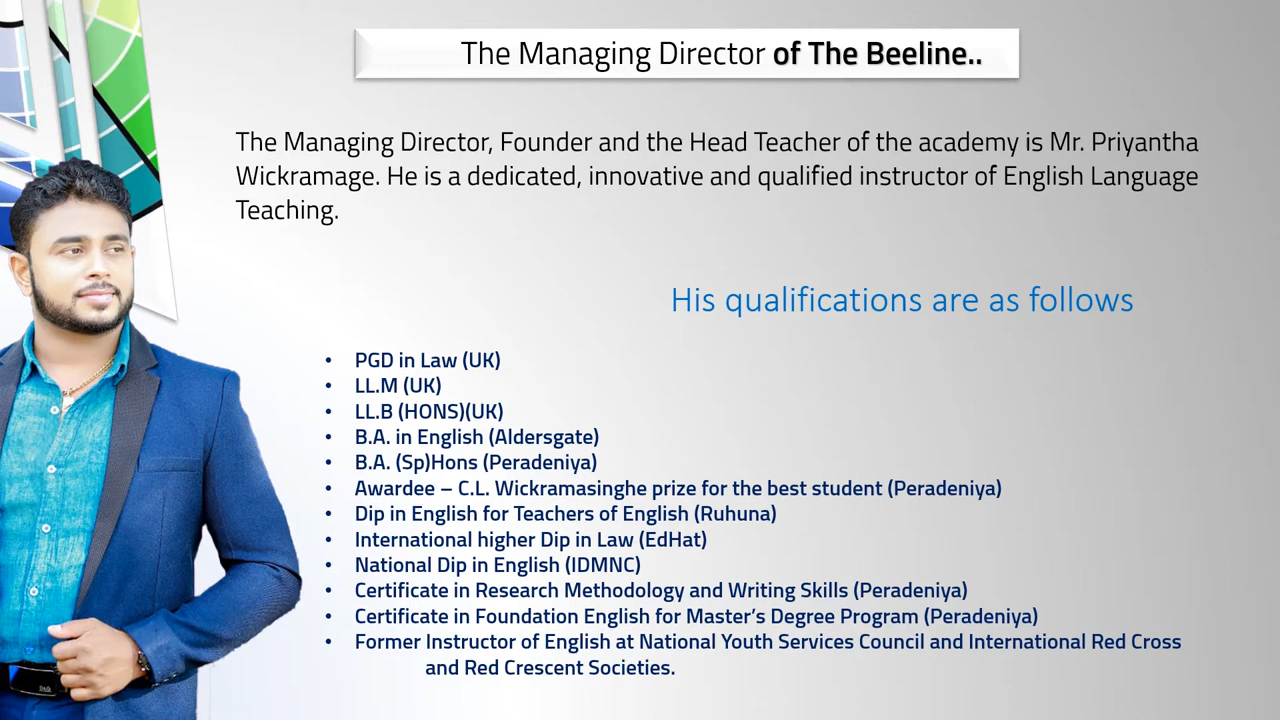 The Managing Director of The Beeline..
The Managing Director, Founder and the Head Teacher of the academy is Mr. Priyantha
Wickramage. He is a dedicated, innovative and qualified instructor of English Language
Teaching.
His qualifications are as follows
• PGD in Law (UK)
• LL.M (UK)
• LL.B (HONS)(UK)
• B.A. in English (Aldersgate)
• B.A. (Sp)Hons (Peradeniya)
• Awardee – C.L. Wickramasinghe prize for the best student (Peradeniya)
• Dip in English for Teachers of English (Ruhuna)
• International higher Dip in Law (EdHat)
• National Dip in English (IDMNC)
• Certificate in Research Methodology and Writing Skills (Peradeniya)
• Certificate in Foundation English for Master’s Degree Program (Peradeniya)
• Former Instructor of English at National Youth Services Council and International Red Cross
and Red Crescent Societies.